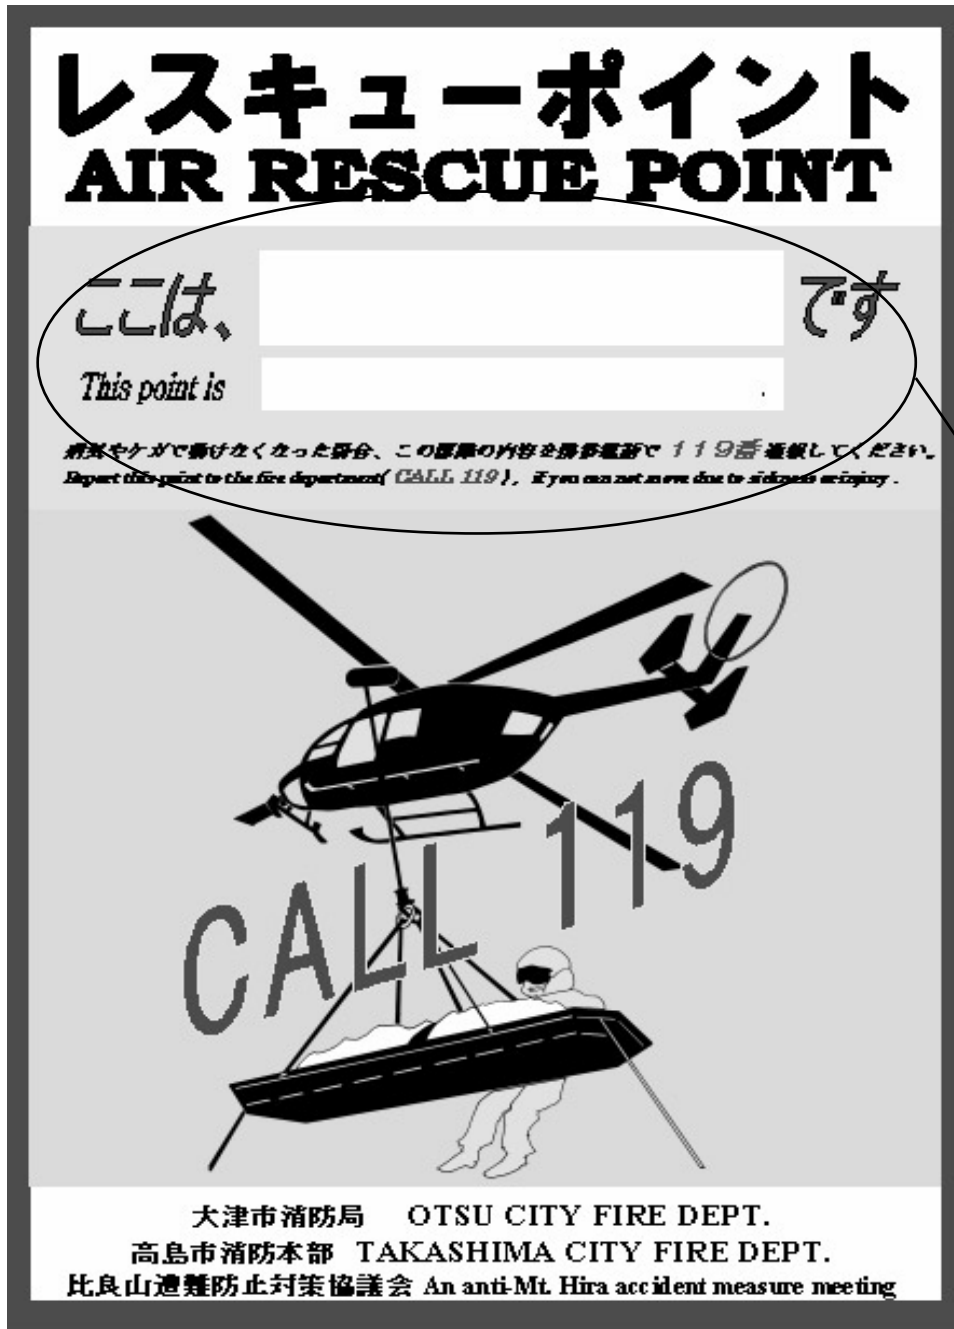 レスキューポイント
AIR RESCUE POINT
ここは、 です
This point is .
病気やケガで動けなくなった場合、この標識の内容を携帯電話で 119番 通報してください。
Report this point to the fire department( CALL 119 ), if you can not move due to sickness or injury .
CALL 119
大津市消防局 OTSU CITY FIRE DEPT.
高島市消防本部 TAKASHIMA CITY FIRE DEPT.
比良山遭難防止対策協議会 An anti-Mt. Hira accident measure meeting